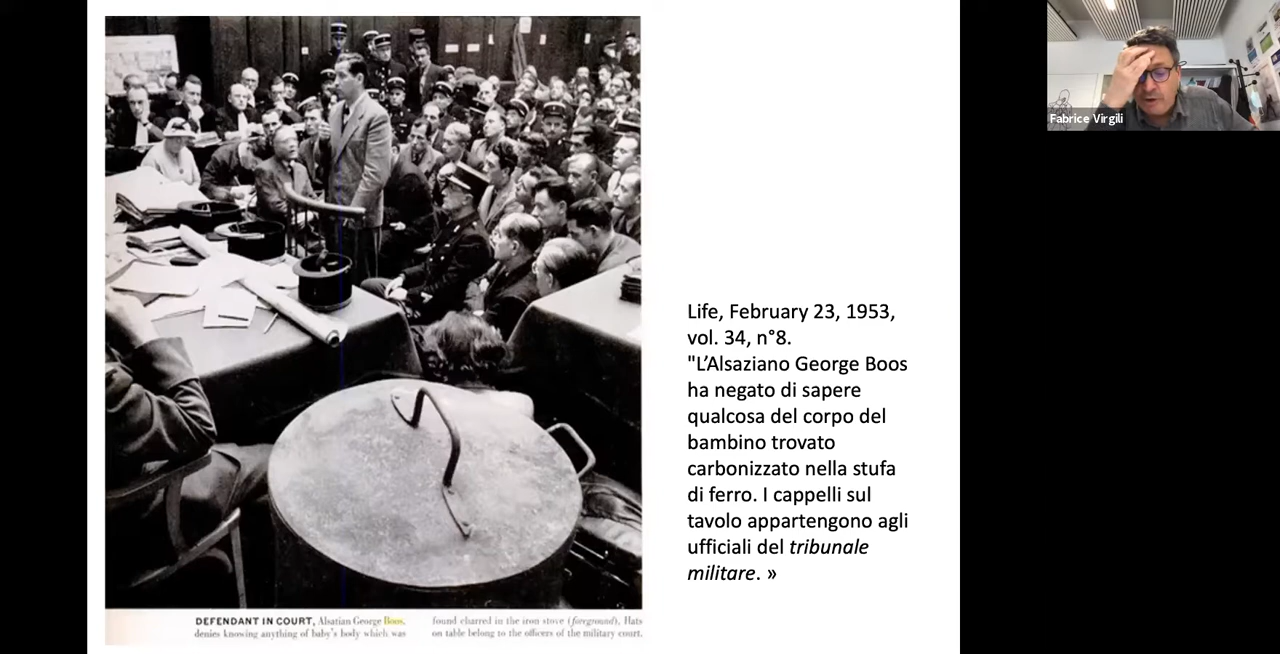 Fabrice Virgili
Life, February 23, 1953,
vol. 34, n°8.
"L’Alsaziano George Boos
ha negato di sapere
qualcosa del corpo del
bambino trovato
carbonizzato nella stufa
di ferro. I cappelli sul
tavolo appartengono agli
ufficiali del tribunale
militare. »
DEFENDANT IN COURT, Alsatian George Boos,
denies knowing anything of baby's body which was
found charred in the iron stove (foreground). Hats
on table belong to the officers of the military court.